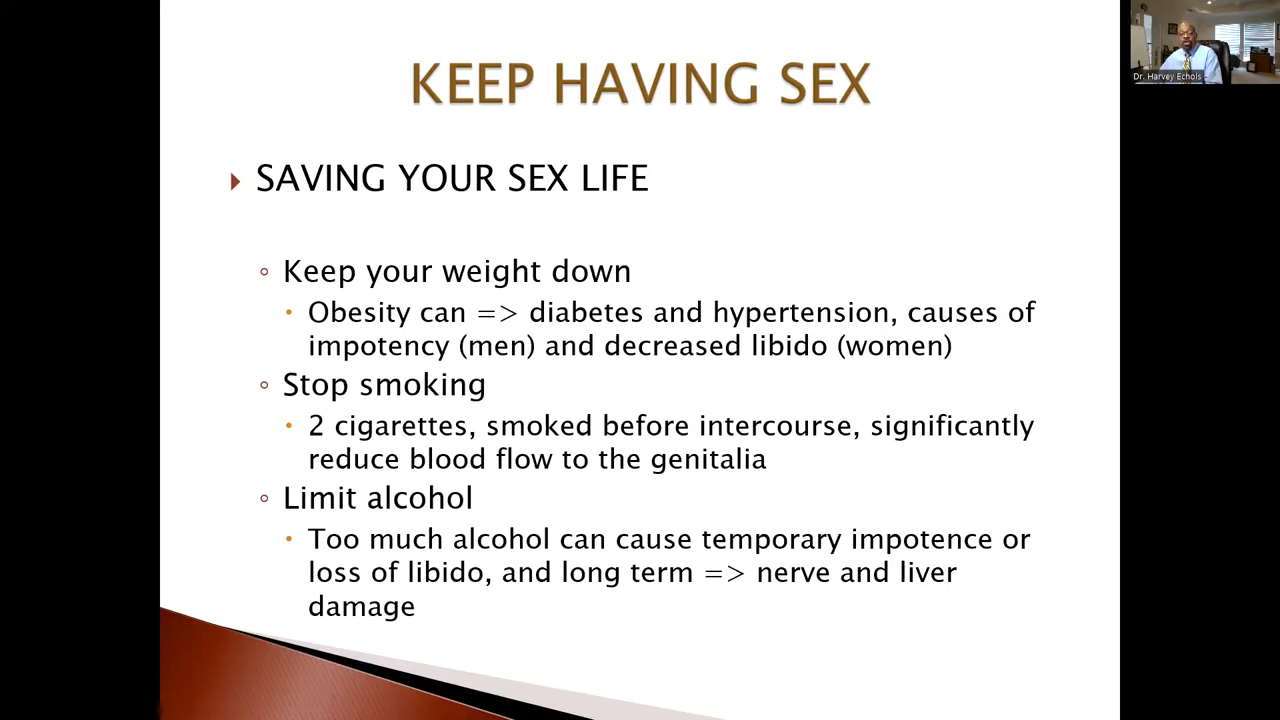 KEEP HAVING SEX
Dr. Harvey Echols
SAVING YOUR SEX LIFE
Keep your weight down
Obesity can => diabetes and hypertension, causes of
impotency (men) and decreased libido (women)
Stop smoking
2 cigarettes, smoked before intercourse, significantly
reduce blood flow to the genitalia
Limit alcohol
Too much alcohol can cause temporary impotence or
loss of libido, and long term => nerve and liver
damage